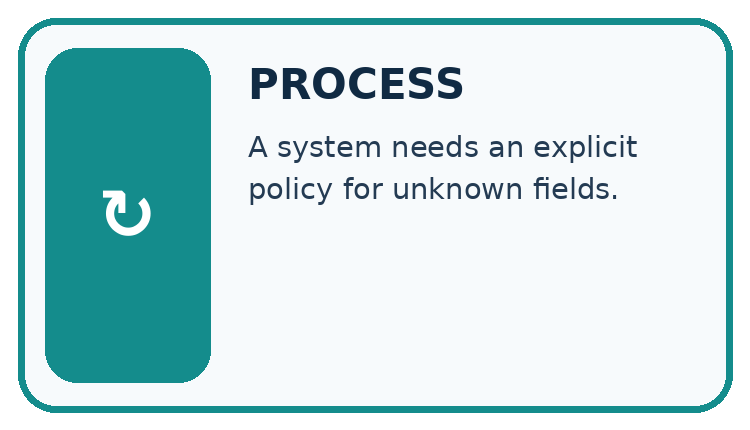 PROCESS
A system needs an explicit
policy for unknown fields.